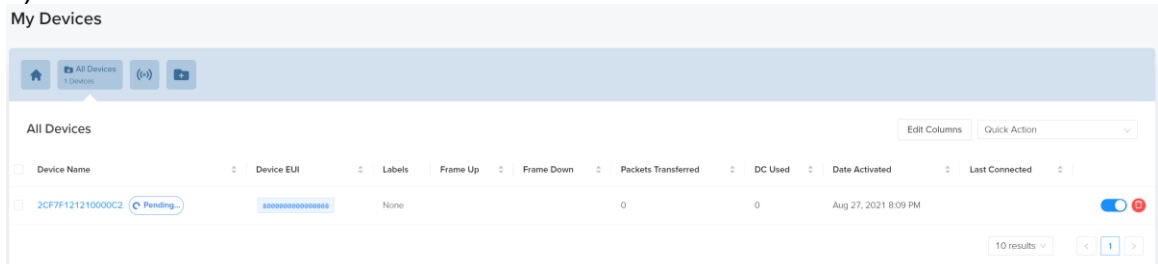 My Devices
All Devices
1 Devices
All Devices
Edit Columns
Quick Action
Device Name Device EUI Labels Frame Up Frame Down Packets Transferred DC Used Date Activated Last Connected
2CF7F121210000C2 Pending... None 0 0 Aug 27, 2021 8:09 PM
10 results
1